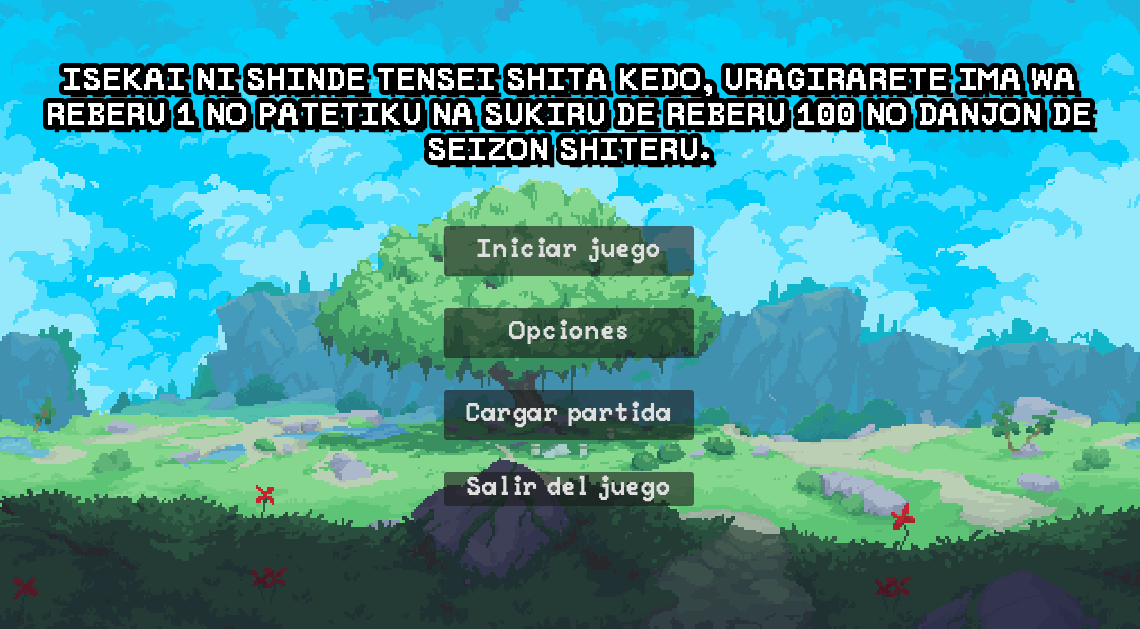 ISEKAI NI SHINDE TENSEI SHITA KEDO, URAGIRARETE IMA WA
REBERU 1 NO PATETIKU NA SUKIRU DE REBERU 100 NO DANJON DE
SEIZON SHITERU.
Iniciar juego
Opciones
Cargar partida
Salir del juego